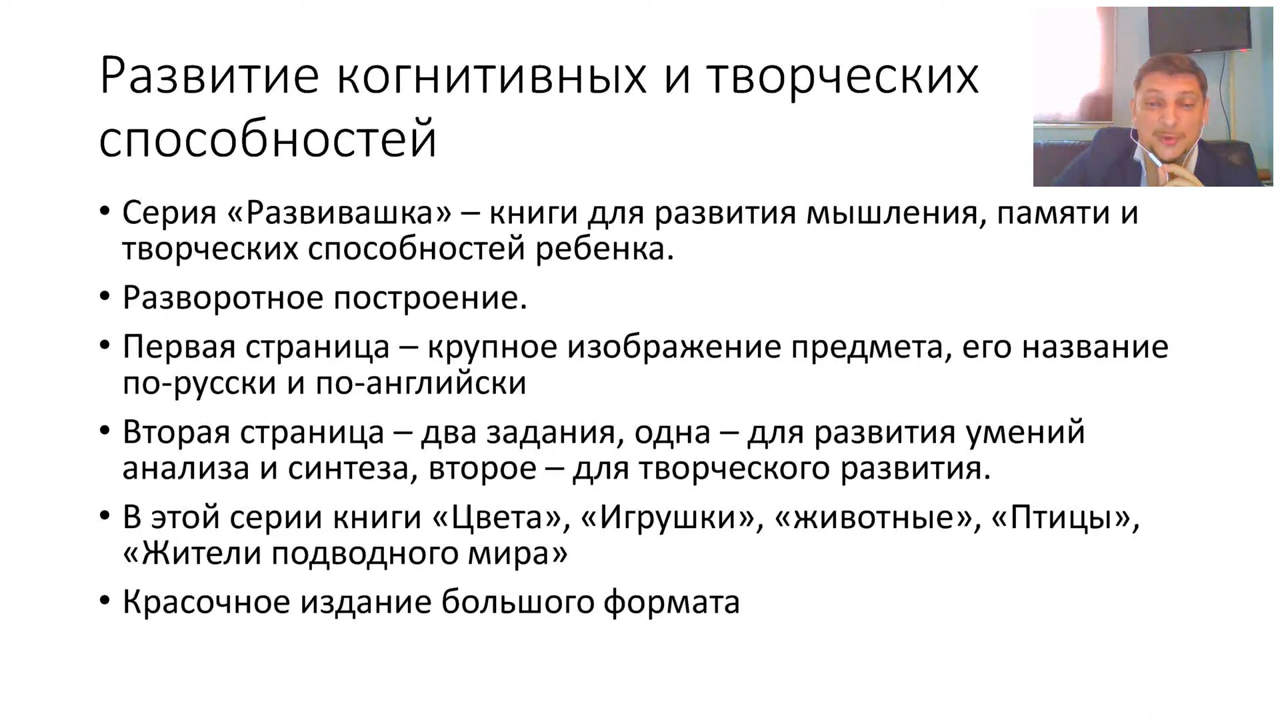 Развитие когнитивных и творческих
способностей
• Серия «Развивашка» – книги для развития мышления, памяти и
творческих способностей ребенка.
• Разворотное построение.
• Первая страница – крупное изображение предмета, его название
по-русски и по-английски
• Вторая страница – два задания, одна – для развития умений
анализа и синтеза, второе – для творческого развития.
• В этой серии книги «Цвета», «Игрушки», «животные», «Птицы»,
«Жители подводного мира»
• Красочное издание большого формата